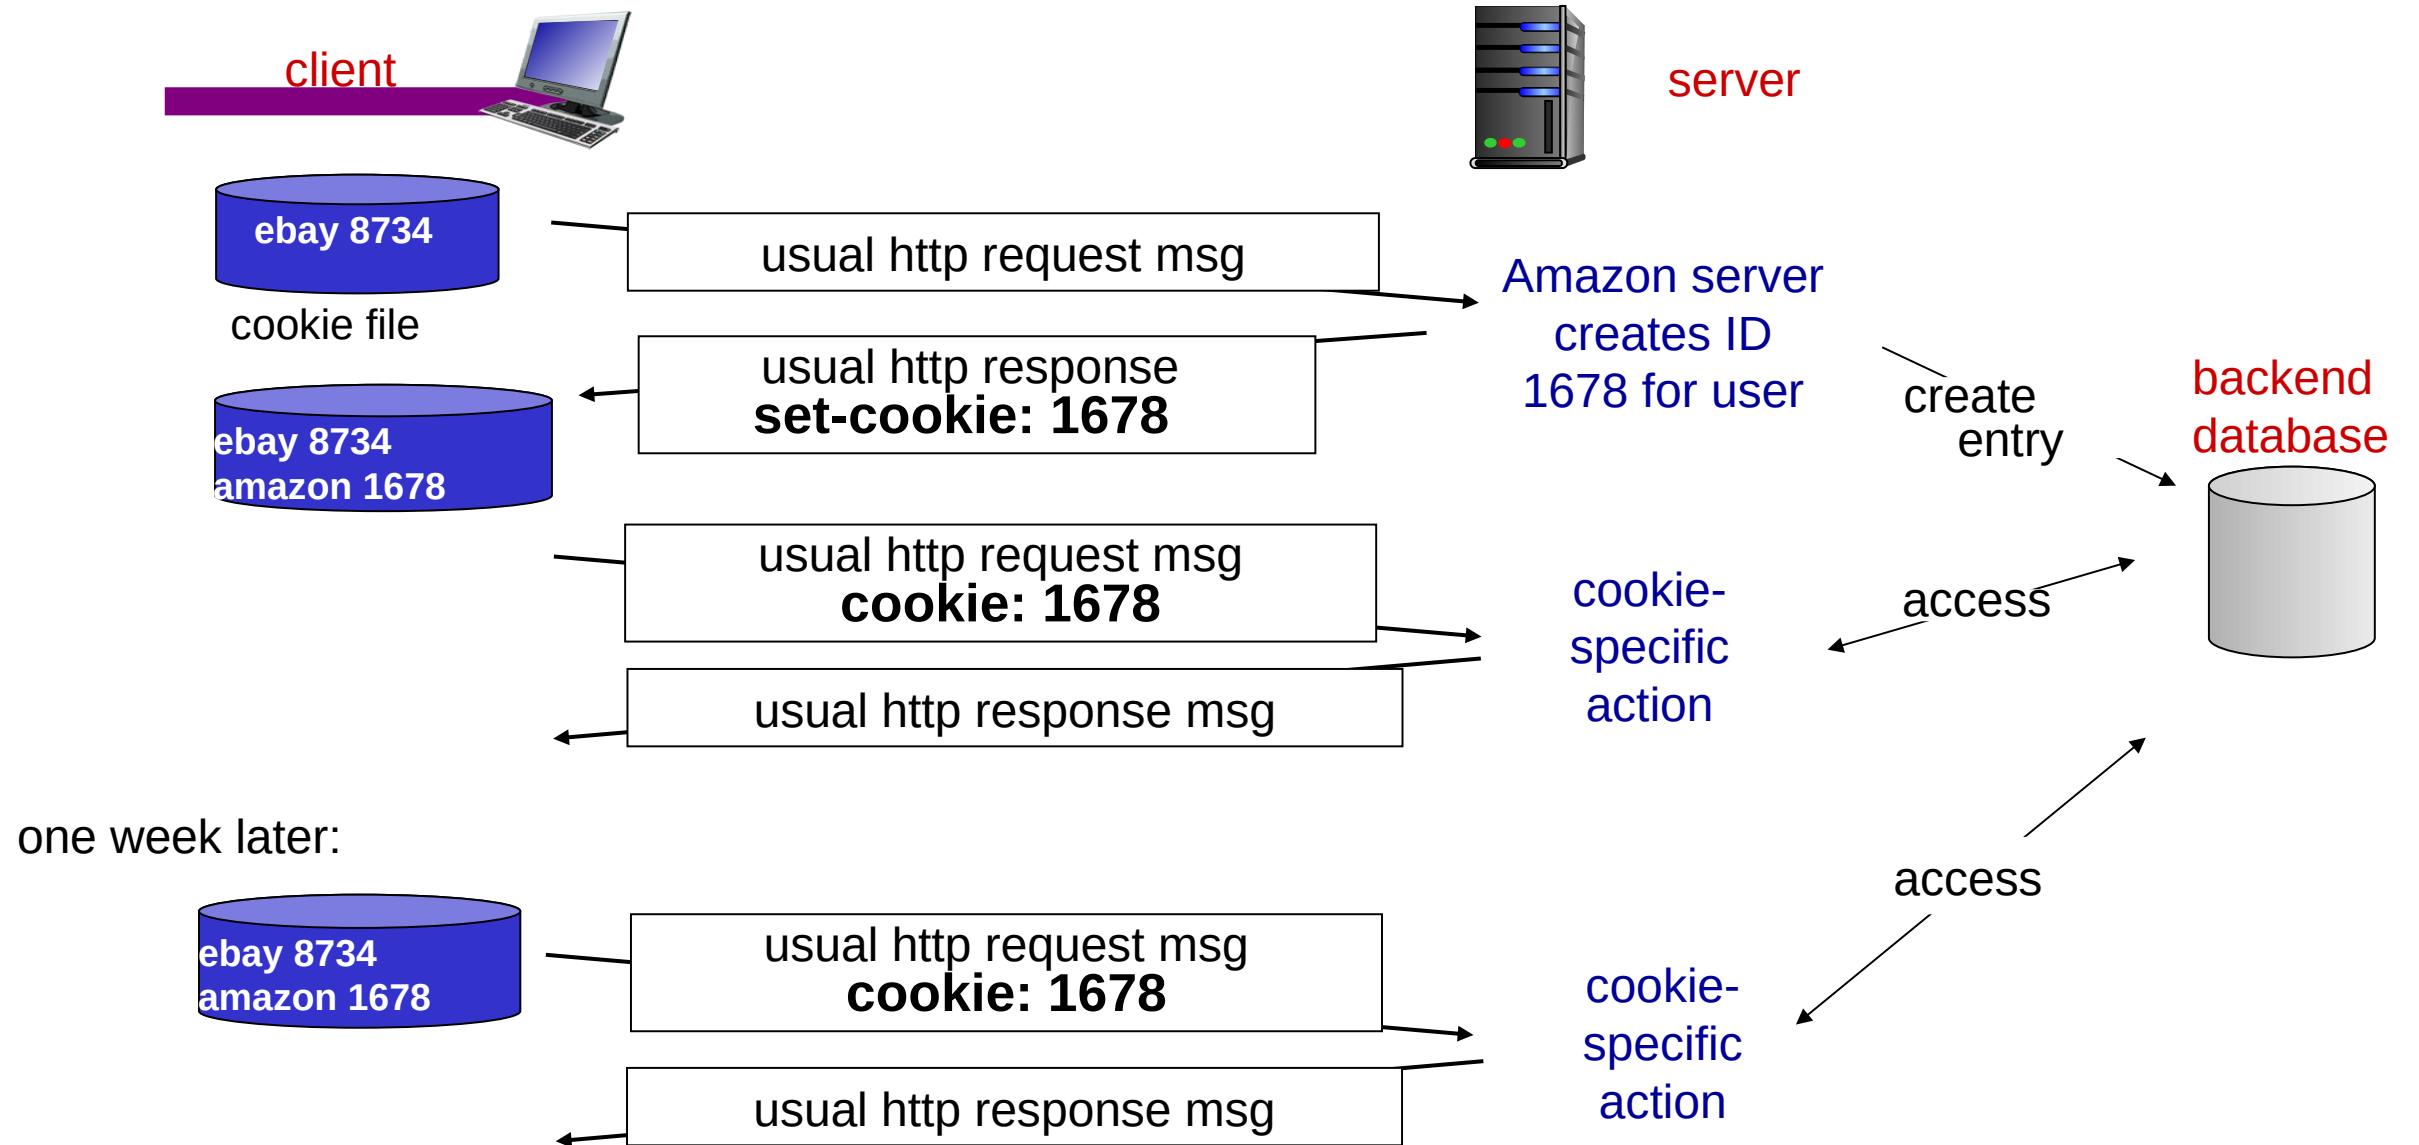 client
server
ebay 8734
usual http request msg
cookie file
Amazon server
creates ID
1678 for user
usual http response
set-cookie: 1678
create
entry
backend
database
ebay 8734
amazon 1678
usual http request msg
cookie: 1678
cookie-
specific
action
access
usual http response msg
one week later:
access
ebay 8734
amazon 1678
usual http request msg
cookie: 1678
cookie-
specific
action
usual http response msg